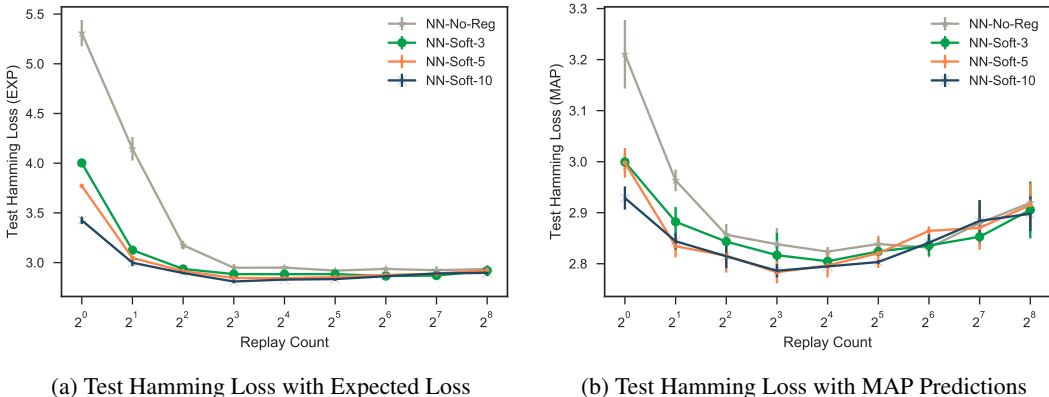 5.5
5.0
4.5
4.0
3.5
3.0
Test Hamming Loss (EXP)
NN-No-Reg
NN-Soft-3
NN-Soft-5
NN-Soft-10
2^0 2^1 2^2 2^3 2^4 2^5 2^6 2^7 2^8
Replay Count
(a) Test Hamming Loss with Expected Loss
3.3
3.2
3.1
3.0
2.9
2.8
Test Hamming Loss (MAP)
NN-No-Reg
NN-Soft-3
NN-Soft-5
NN-Soft-10
2^0 2^1 2^2 2^3 2^4 2^5 2^6 2^7 2^8
Replay Count
(b) Test Hamming Loss with MAP Predictions